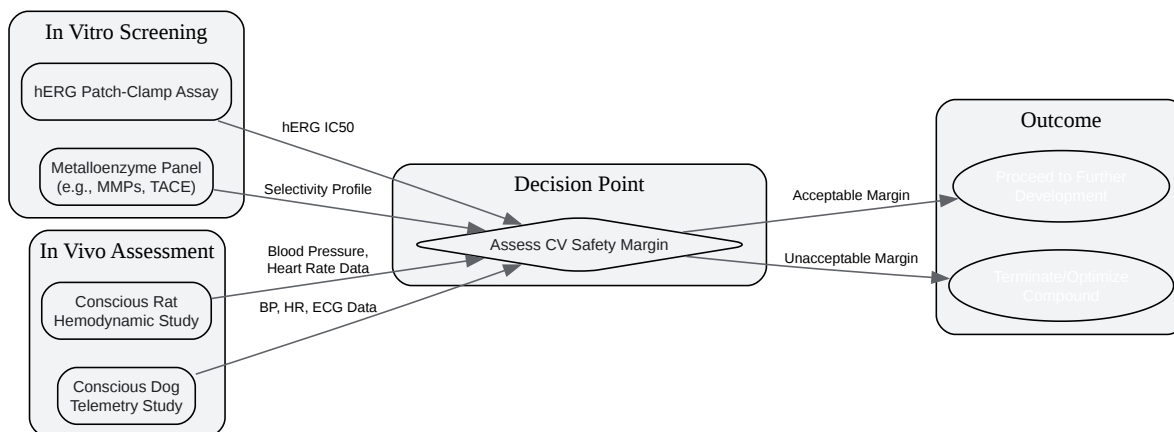 In Vitro Screening
hERG Patch-Clamp Assay
Metalloenzyme Panel
(e.g., MMPs, TACE)
In Vivo Assessment
Conscious Rat
Hemodynamic Study
Conscious Dog
Telemetry Study
hERG IC50
Selectivity Profile
Blood Pressure,
Heart Rate Data
BP, HR, ECG Data
Decision Point
Assess CV Safety Margin
Acceptable Margin
Unacceptable Margin
Outcome
Proceed to Further
Development
Terminate/Optimize
Compound